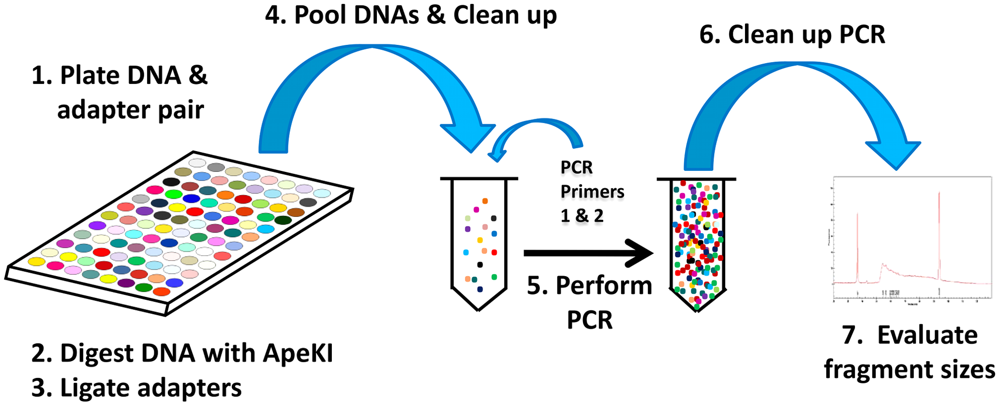 1. Plate DNA &
adapter pair
2. Digest DNA with ApeKI
3. Ligate adapters
4. Pool DNAs & Clean up
PCR
Primers
1 & 2
5. Perform
PCR
6. Clean up PCR
7. Evaluate
fragment sizes